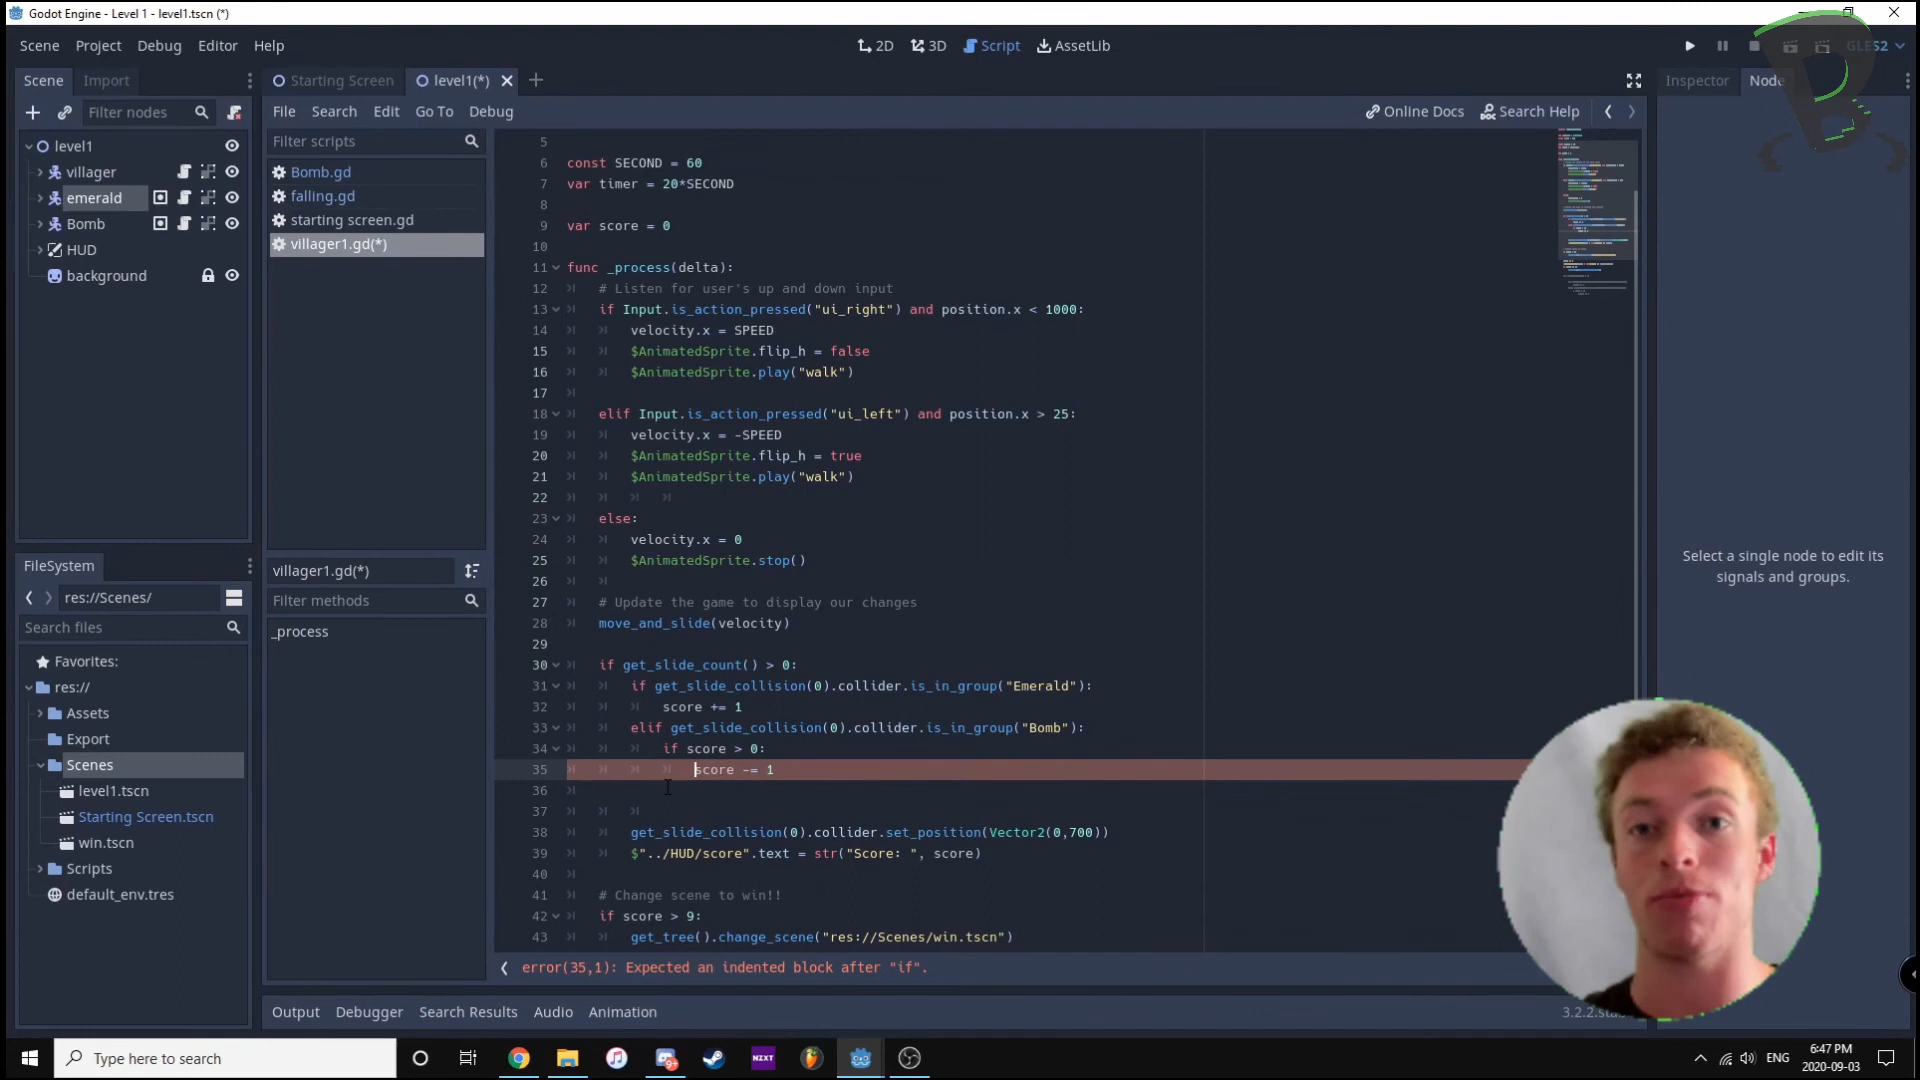 Godot Engine - Level 1 - level1.tscn (*)
Scene Project Debug Editor Help
2D 3D Script AssetLib
GLES2
Scene Import
Starting Screen level1(*)
Inspector Node
Filter nodes
File Search Edit Go To Debug
Online Docs Search Help
level1
villager
emerald
Bomb
HUD
background
Filter scripts
Bomb.gd
falling.gd
starting screen.gd
villager1.gd(*)
villager1.gd(*)
Filter methods
_process
5
6 const SECOND = 60
7 var timer = 20*SECOND
8
9 var score = 0
10
11 func _process(delta):
12 # Listen for user's up and down input
13 if Input.is_action_pressed("ui_right") and position.x < 1000:
14 velocity.x = SPEED
15 $AnimatedSprite.flip_h = false
16 $AnimatedSprite.play("walk")
17
18 elif Input.is_action_pressed("ui_left") and position.x > 25:
19 velocity.x = -SPEED
20 $AnimatedSprite.flip_h = true
21 $AnimatedSprite.play("walk")
22
23 else:
24 velocity.x = 0
25 $AnimatedSprite.stop()
26
27 # Update the game to display our changes
28 move_and_slide(velocity)
29
30 if get_slide_count() > 0:
31 if get_slide_collision(0).collider.is_in_group("Emerald"):
32 score += 1
33 elif get_slide_collision(0).collider.is_in_group("Bomb"):
34 if score > 0:
35 score -= 1
36
37
38 get_slide_collision(0).collider.set_position(Vector2(0,700))
39 $"../HUD/score".text = str("Score: ", score)
40
41 # Change scene to win!!
42 if score > 9:
43 get_tree().change_scene("res://Scenes/win.tscn")
error(35,1): Expected an indented block after "if".
Select a single node to edit its
signals and groups.
FileSystem
res://Scenes/
Search files
Favorites:
res://
Assets
Export
Scenes
level1.tscn
Starting Screen.tscn
win.tscn
Scripts
default_env.tres
Output Debugger Search Results Audio Animation
Type here to search
NZXT
ENG
6:47 PM
2020-09-03